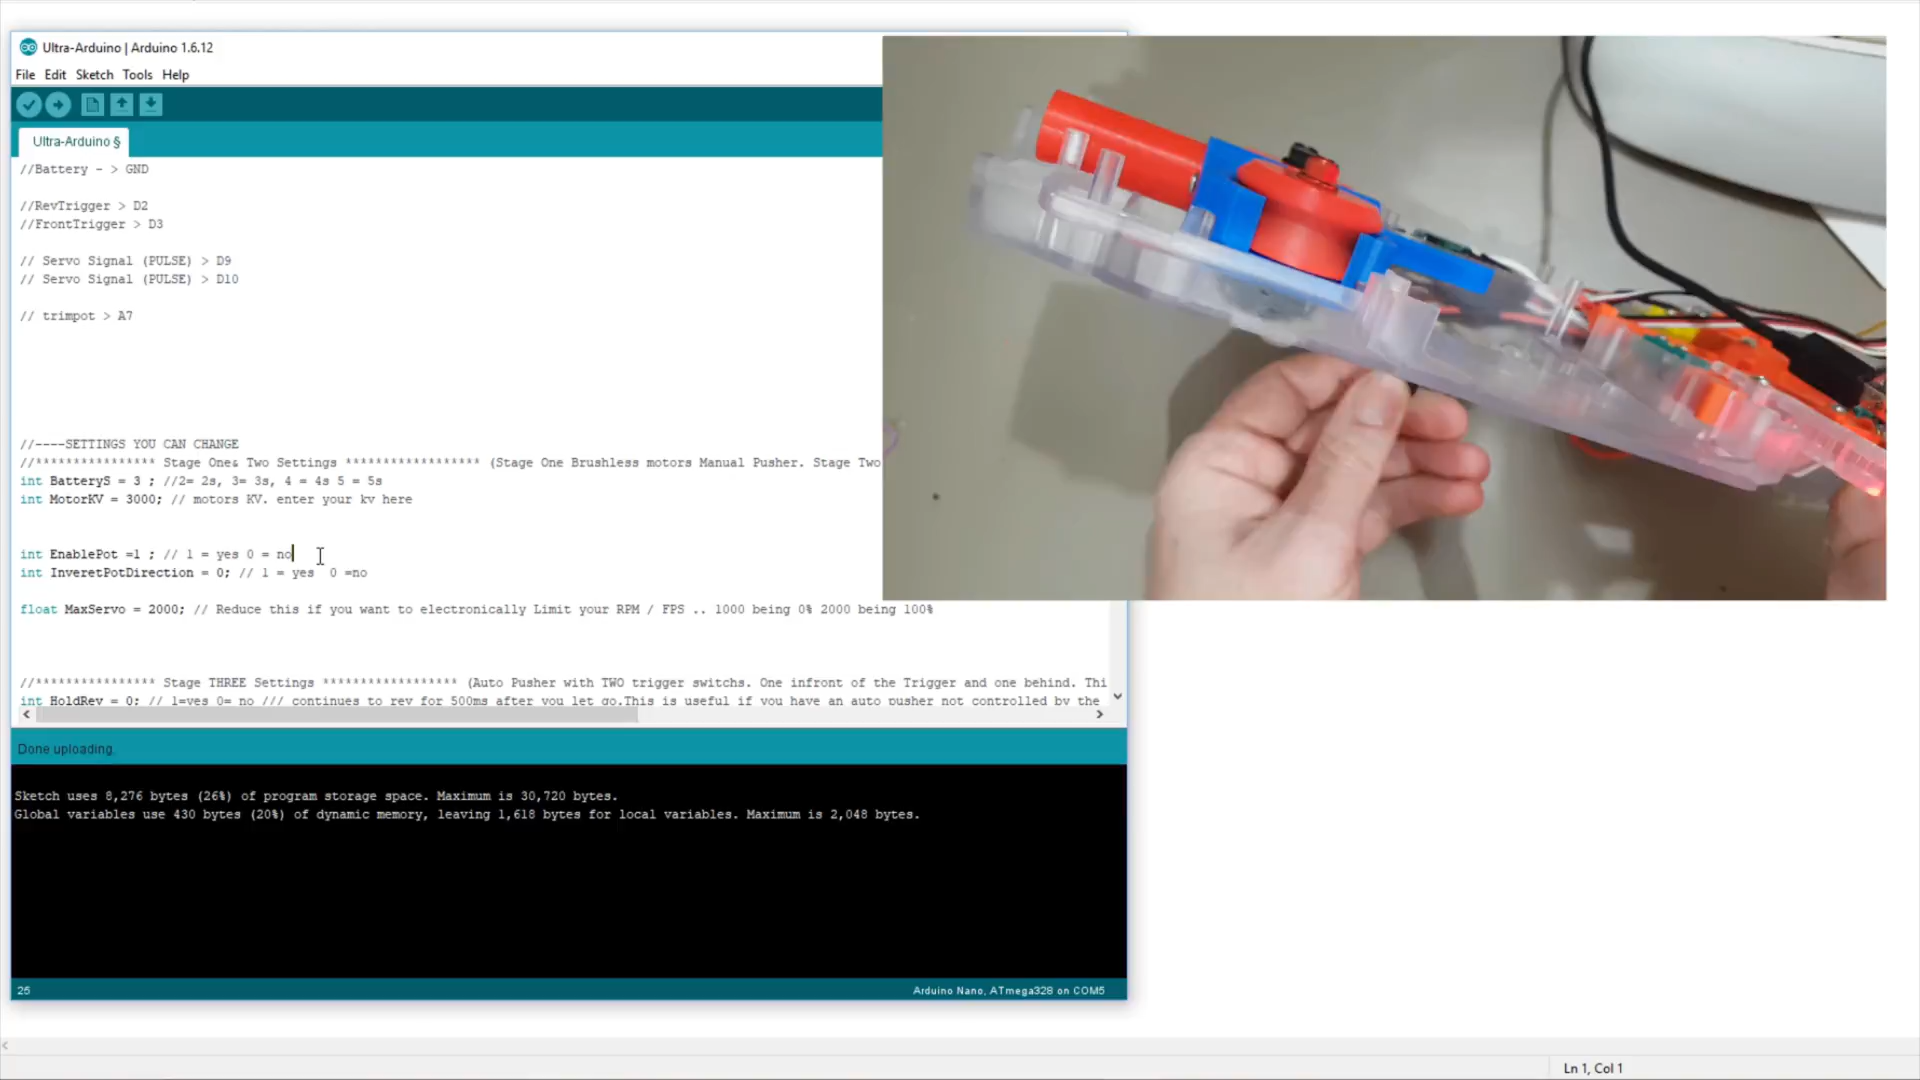 Ultra-Arduino | Arduino 1.6.12
File Edit Sketch Tools Help
Ultra-Arduino §
//Battery - > GND
//RevTrigger > D2
//FrontTrigger > D3
// Servo Signal (PULSE) > D9
// Servo Signal (PULSE) > D10
// trimpot > A7
//----SETTINGS YOU CAN CHANGE
//**************** Stage One& Two Settings ****************** (Stage One Brushless motors Manual Pusher. Stage Two
int BatteryS = 3 ; //2= 2s, 3= 3s, 4 = 4s 5 = 5s
int MotorKV = 3000; // motors KV. enter your kv here
int EnablePot =1 ; // 1 = yes 0 = no
int InveretPotDirection = 0; // 1 = yes  0 =no
float MaxServo = 2000; // Reduce this if you want to electronically Limit your RPM / FPS .. 1000 being 0% 2000 being 100%
//**************** Stage THREE Settings ****************** (Auto Pusher with TWO trigger switchs. One infront of the Trigger and one behind. Thi
int HoldRev = 0; // 1=yes 0= no /// continues to rev for 500ms after you let go.This is useful if you have an auto pusher not controlled by the
Done uploading.
Sketch uses 8,276 bytes (26%) of program storage space. Maximum is 30,720 bytes.
Global variables use 430 bytes (20%) of dynamic memory, leaving 1,618 bytes for local variables. Maximum is 2,048 bytes.
25
Arduino Nano, ATmega328 on COM5
Ln 1, Col 1